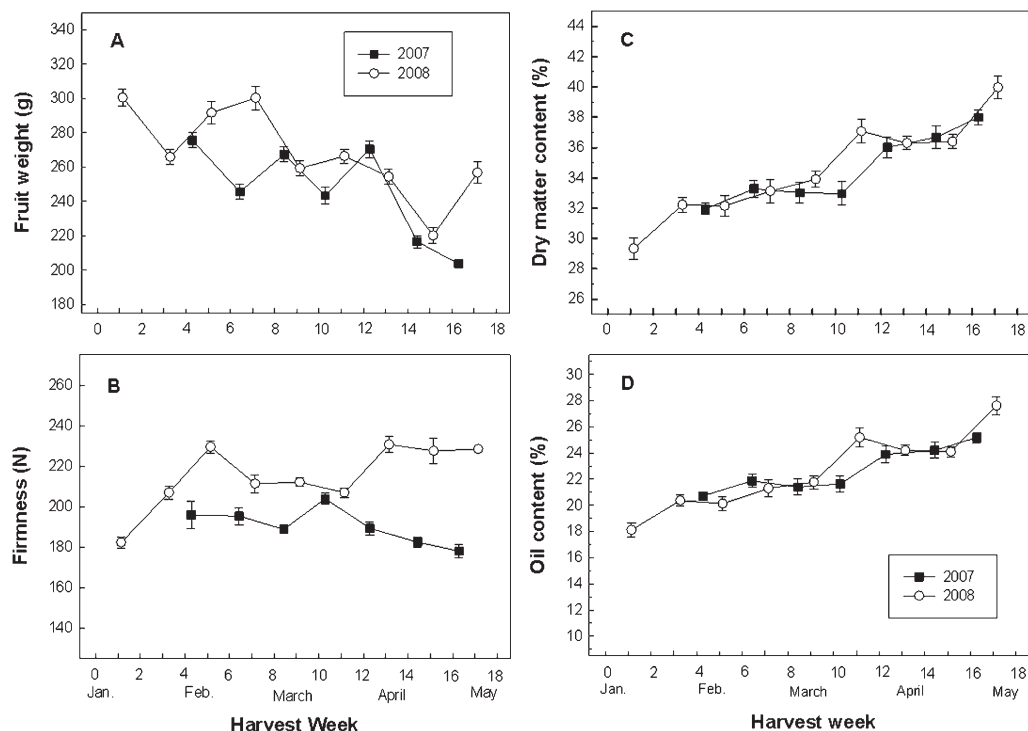 A
2007
2008
Fruit weight (g)
340
320
300
280
260
240
220
200
180
0 2 4 6 8 10 12 14 16 18
C
Dry matter content (%)
44
42
40
38
36
34
32
30
28
26
0 2 4 6 8 10 12 14 16 18
B
Firmness (N)
260
240
220
200
180
160
140
0 2 4 6 8 10 12 14 16 18
Jan. Feb. March April May
Harvest Week
D
2007
2008
Oil content (%)
30
28
26
24
22
20
18
16
14
12
10
0 2 4 6 8 10 12 14 16 18
Jan. Feb. March April May
Harvest week